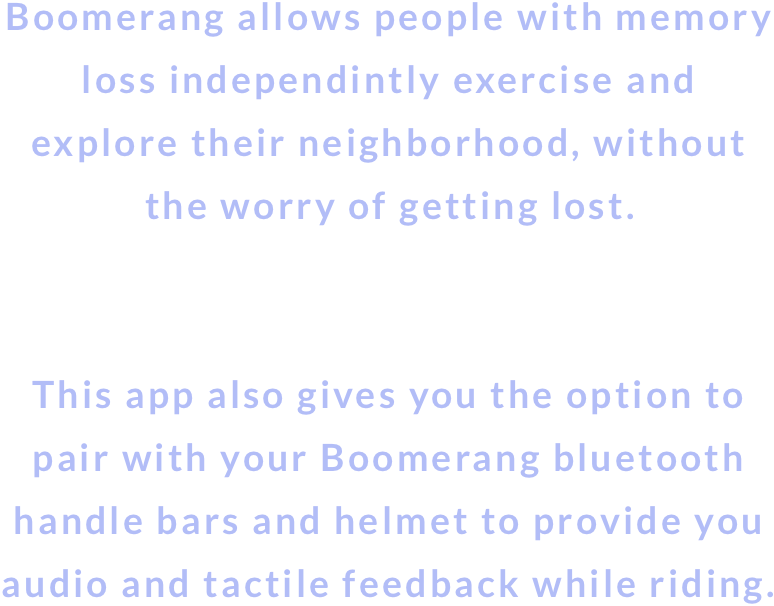 Boomerang allows people with memory
loss independintly exercise and
explore their neighborhood, without
the worry of getting lost.
This app also gives you the option to
pair with your Boomerang bluetooth
handle bars and helmet to provide you
audio and tactile feedback while riding.